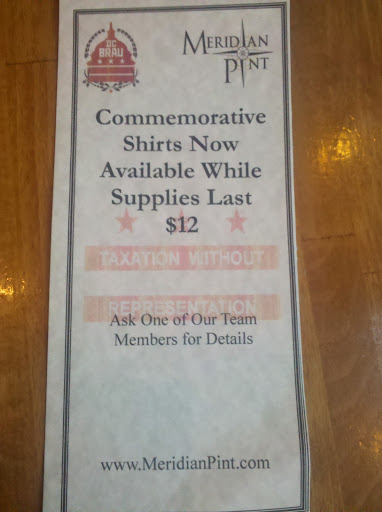 DC
BRAU
MERIDIAN
PINT
Commemorative
Shirts Now
Available While
Supplies Last
$12
TAXATION WITHOUT
REPRESENTATION
Ask One of Our Team
Members for Details
www.MeridianPint.com